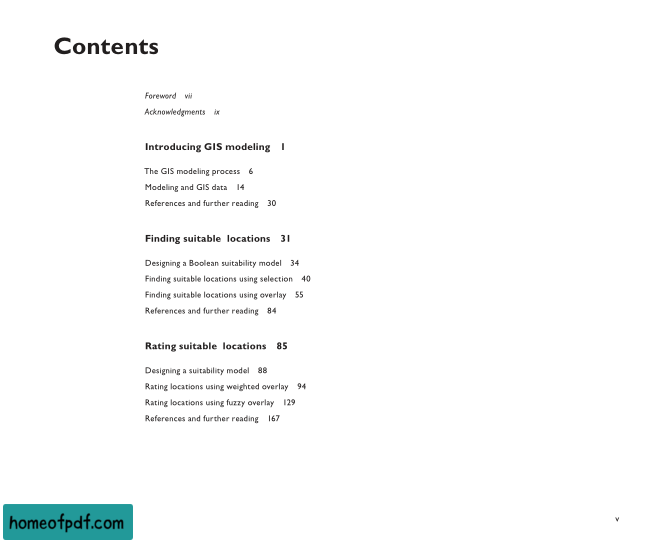 Contents
Foreword vii
Acknowledgments ix
Introducing GIS modeling 1
The GIS modeling process 6
Modeling and GIS data 14
References and further reading 30
Finding suitable locations 31
Designing a Boolean suitability model 34
Finding suitable locations using selection 40
Finding suitable locations using overlay 55
References and further reading 84
Rating suitable locations 85
Designing a suitability model 88
Rating locations using weighted overlay 94
Rating locations using fuzzy overlay 129
References and further reading 167
homeofpdf.com
v